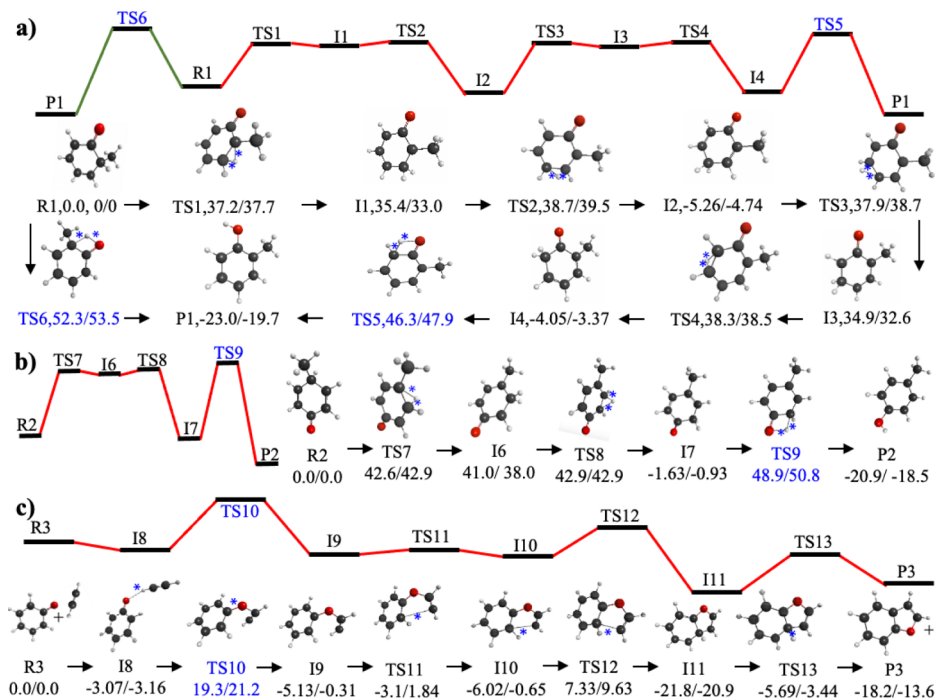 a)
TS6
TS1 I1 TS2 TS3 I3 TS4 TS5
P1 R1 I2 I4 P1
* * * * * *
R1,0.0, 0/0 TS1,37.2/37.7 I1,35.4/33.0 TS2,38.7/39.5 I2,-5.26/-4.74 TS3,37.9/38.7
* * * * * *
TS6,52.3/53.5 P1,-23.0/-19.7 TS5,46.3/47.9 I4,-4.05/-3.37 TS4,38.3/38.5 I3,34.9/32.6
b)
TS7 I6 TS8 TS9
R2 I7 P2
* * * * * *
R2 TS7 I6 TS8 I7 TS9 P2
0.0/0.0 42.6/42.9 41.0/ 38.0 42.9/42.9 -1.63/-0.93 48.9/50.8 -20.9/ -18.5
c)
R3 I8 TS10 I9 TS11 I10 TS12 I11 TS13 P3
+ * * * * * * +
R3 I8 TS10 I9 TS11 I10 TS12 I11 TS13 P3
0.0/0.0 -3.07/-3.16 19.3/21.2 -5.13/-0.31 -3.1/1.84 -6.02/-0.65 7.33/9.63 -21.8/-20.9 -5.69/-3.44 -18.2/-13.6